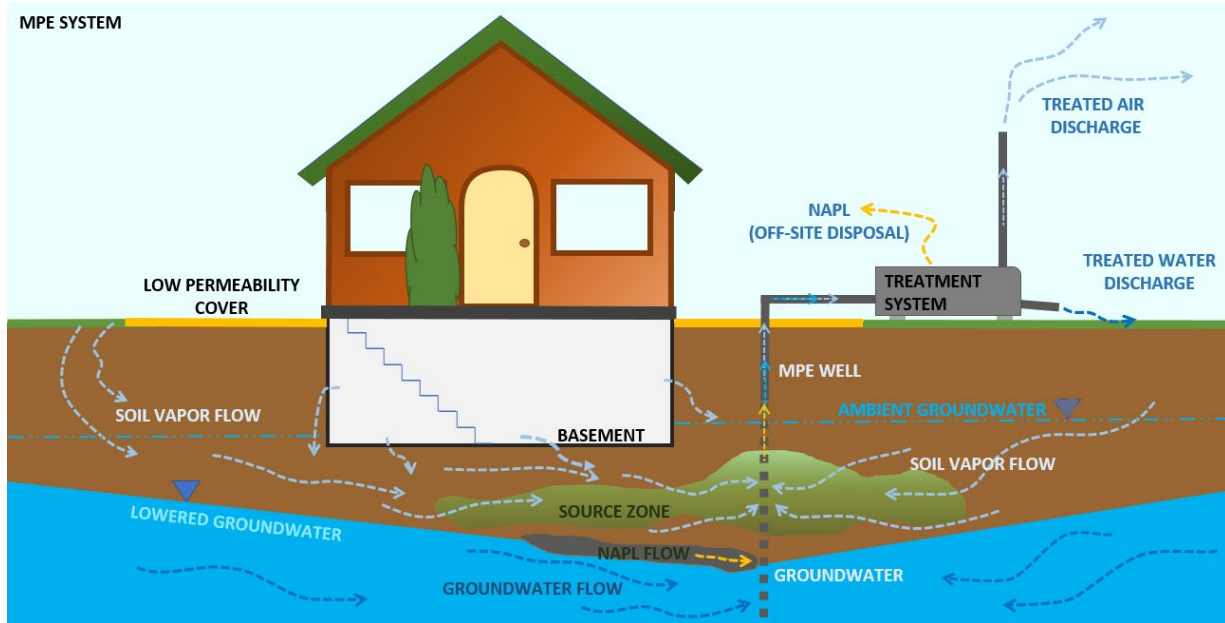 MPE SYSTEM
TREATED AIR
DISCHARGE
NAPL
(OFF-SITE DISPOSAL)
TREATED WATER
DISCHARGE
LOW PERMEABILITY
COVER
TREATMENT
SYSTEM
MPE WELL
SOIL VAPOR FLOW
AMBIENT GROUNDWATER
BASEMENT
SOIL VAPOR FLOW
LOWERED GROUNDWATER
SOURCE ZONE
NAPL FLOW
GROUNDWATER
GROUNDWATER FLOW